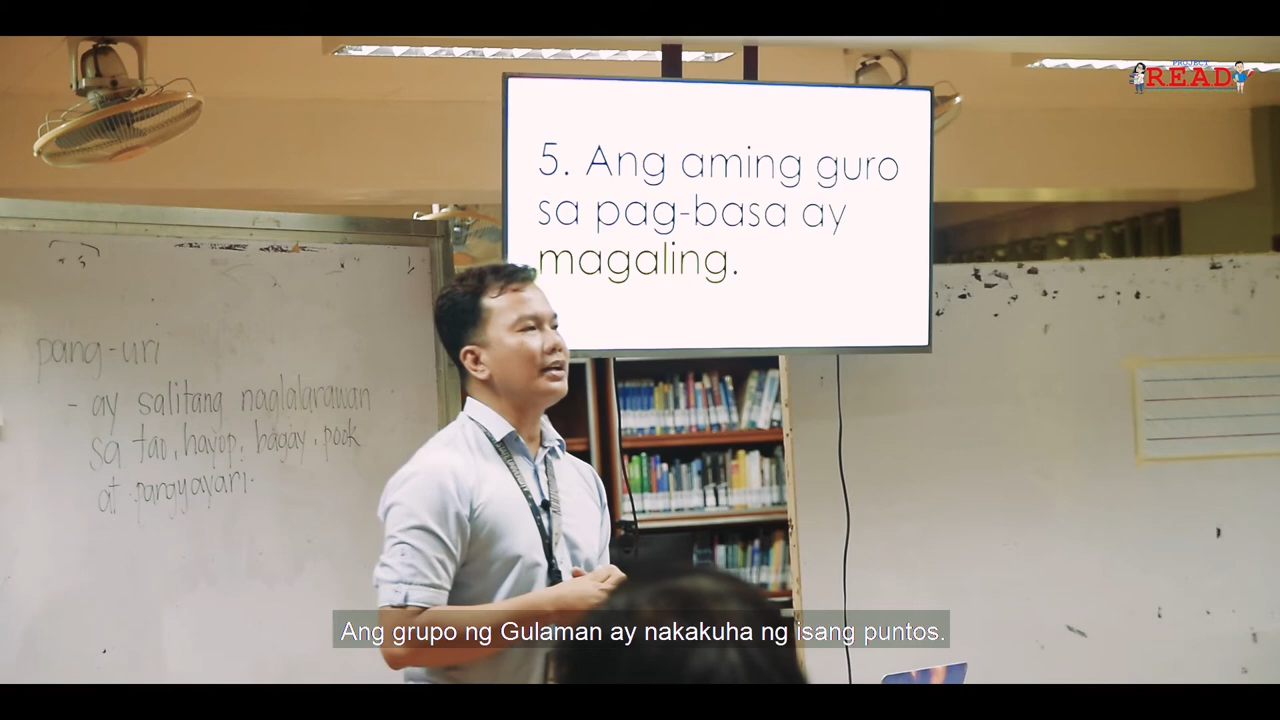 PROJECT
READY
5. Ang aming guro
sa pag-basa ay
magaling.
pang-uri
- ay salitang naglalarawan
sa tao, hayop, bagay, pook
at pangyayari.
Ang grupo ng Gulaman ay nakakuha ng isang puntos.